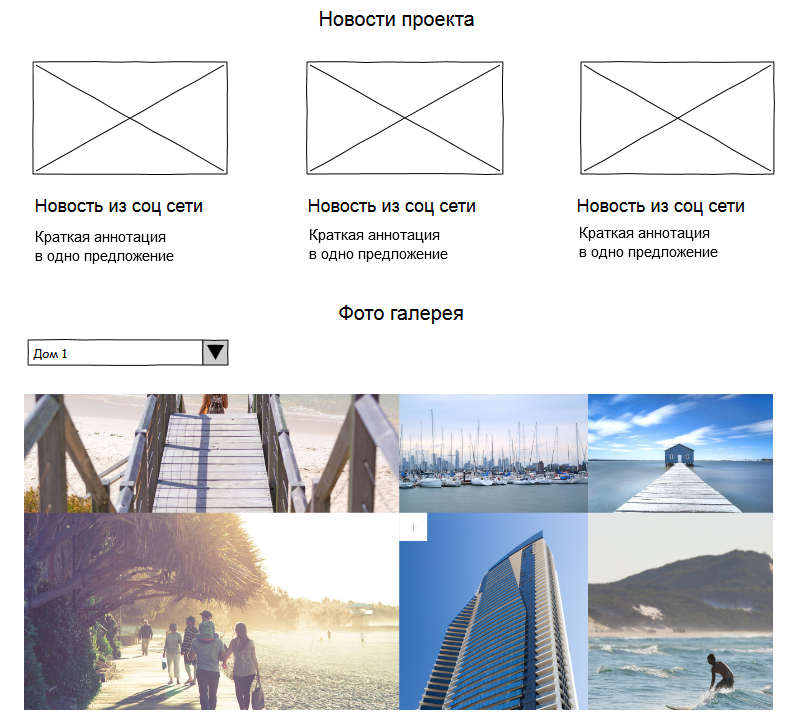 Новости проекта
Новость из соц сети
Краткая аннотация
в одно предложение
Новость из соц сети
Краткая аннотация
в одно предложение
Новость из соц сети
Краткая аннотация
в одно предложение
Фото галерея
Дом 1